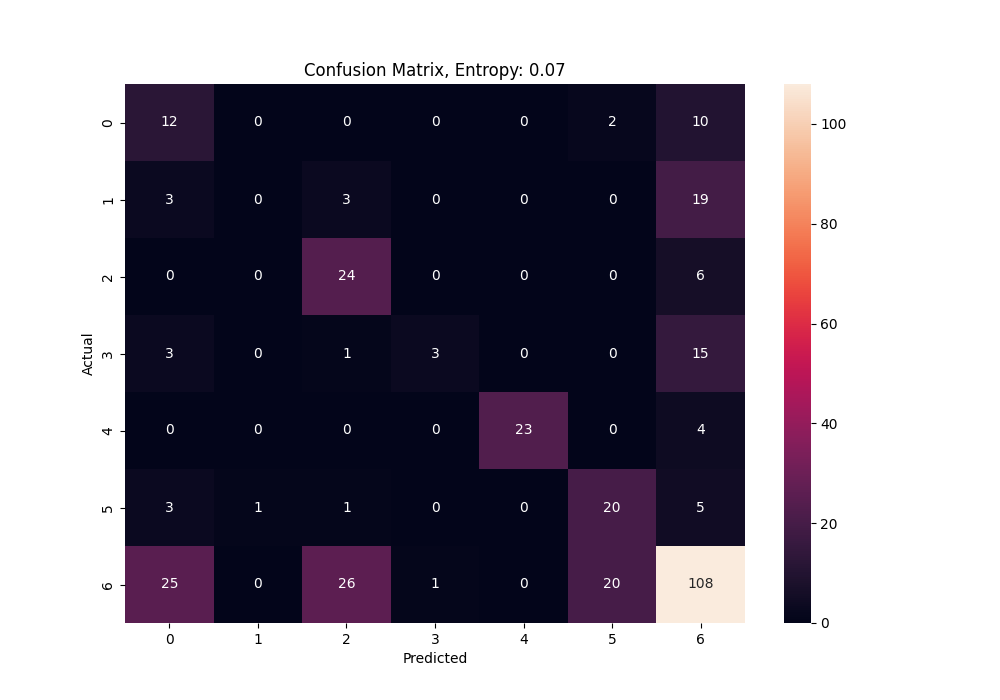 Confusion Matrix, Entropy: 0.07
Actual
0 12 0 0 0 0 2 10
1 3 0 3 0 0 0 19
2 0 0 24 0 0 0 6
3 3 0 1 3 0 0 15
4 0 0 0 0 23 0 4
5 3 1 1 0 0 20 5
6 25 0 26 1 0 20 108
0 1 2 3 4 5 6
Predicted
100
80
60
40
20
0